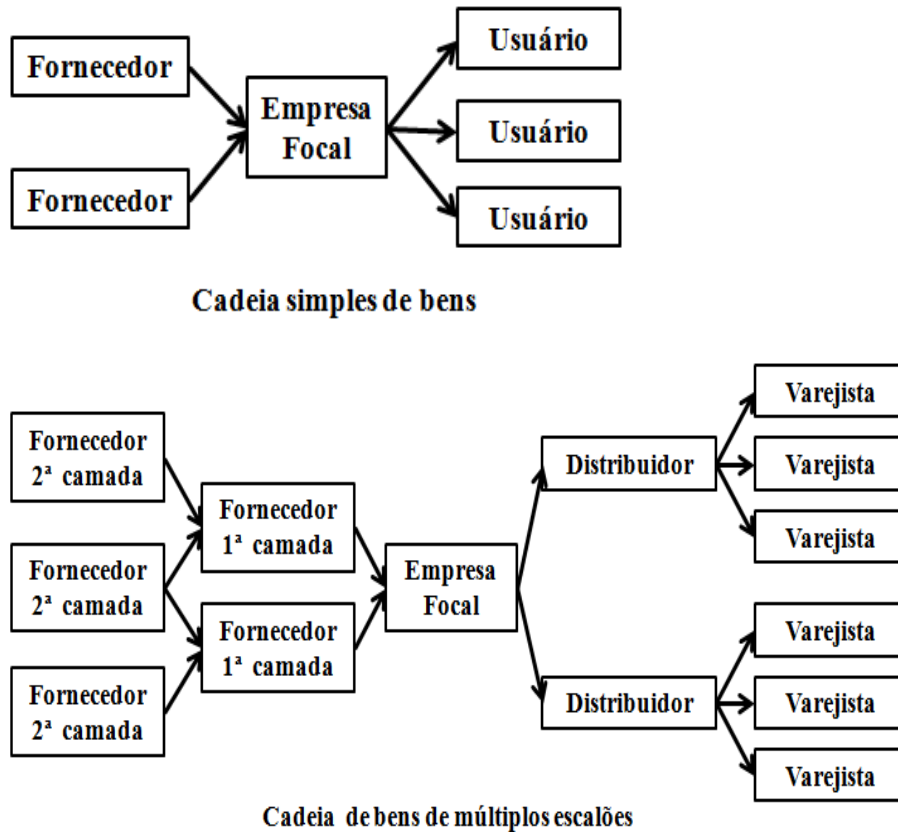 Fornecedor
Fornecedor
Empresa
Focal
Usuário
Usuário
Usuário
Cadeia simples de bens
Fornecedor
2ª camada
Fornecedor
2ª camada
Fornecedor
2ª camada
Fornecedor
1ª camada
Fornecedor
1ª camada
Empresa
Focal
Distribuidor
Distribuidor
Varejista
Varejista
Varejista
Varejista
Varejista
Varejista
Cadeia de bens de múltiplos escalões